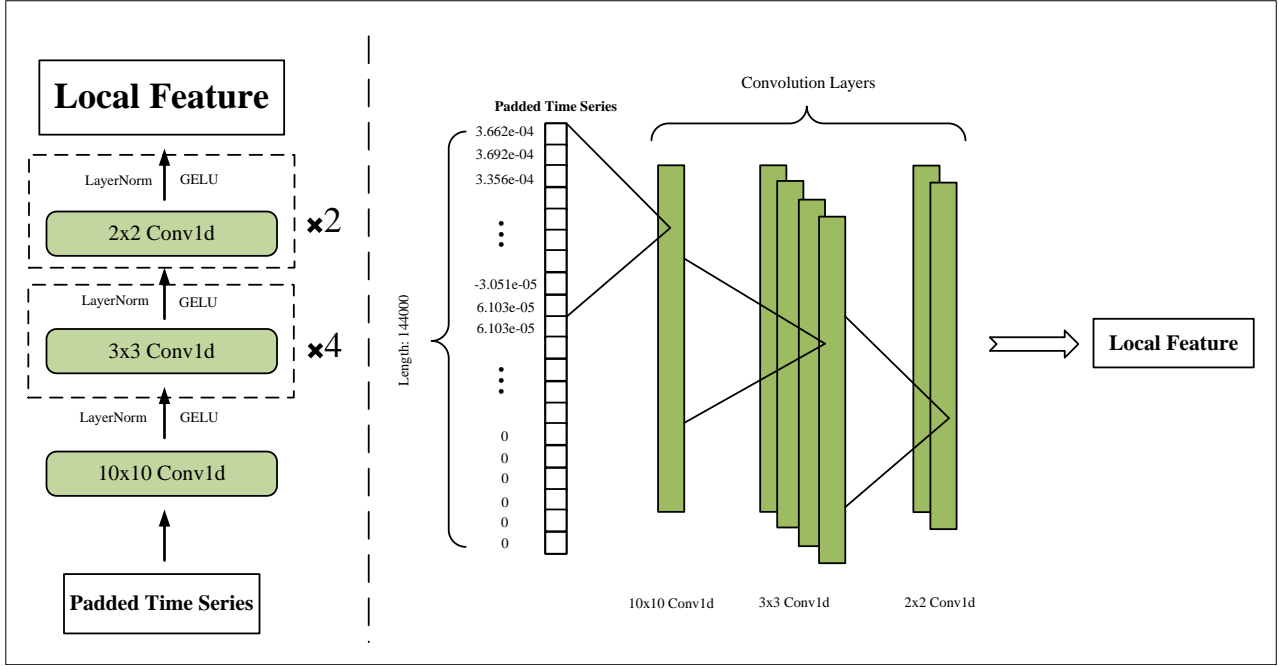 Local Feature
LayerNorm GELU
2x2 Conv1d
×2
LayerNorm GELU
3x3 Conv1d
×4
LayerNorm GELU
10x10 Conv1d
Padded Time Series
Convolution Layers
Padded Time Series
3.662e-04
3.692e-04
3.356e-04
⋮
-3.051e-05
6.103e-05
6.103e-05
⋮
0
0
0
0
0
0
Length: 144000
10x10 Conv1d
3x3 Conv1d
2x2 Conv1d
Local Feature